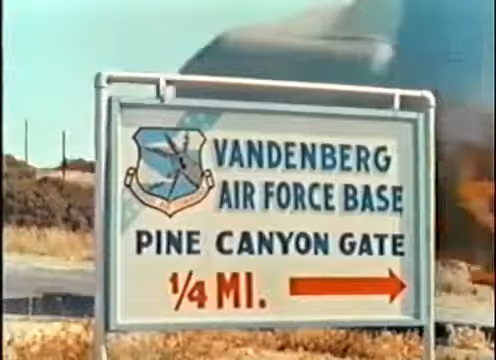 VANDENBERG
AIR FORCE BASE
PINE CANYON GATE
1/4 MI.